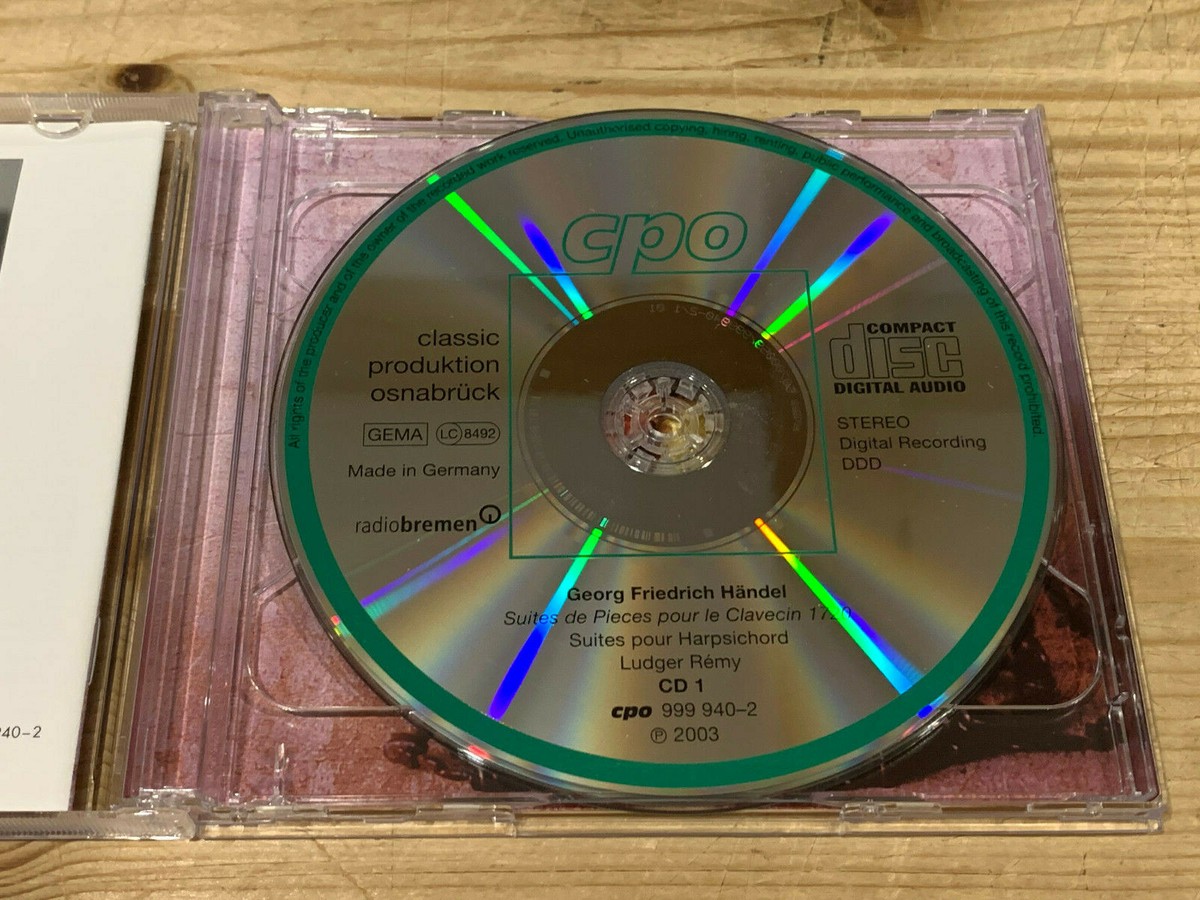 All rights of the producer and of the owner of the recorded work reserved. Unauthorised copying, hiring, renting, public performance and broadcasting of this record prohibited.
cpo
classic
produktion
osnabrück
GEMA LC 8492
Made in Germany
radiobremen
COMPACT
disc
DIGITAL AUDIO
STEREO
Digital Recording
DDD
Georg Friedrich Händel
Suites de Pieces pour le Clavecin 1720
Suites pour Harpsichord
Ludger Rémy
CD 1
cpo 999 940–2
℗ 2003
40–2